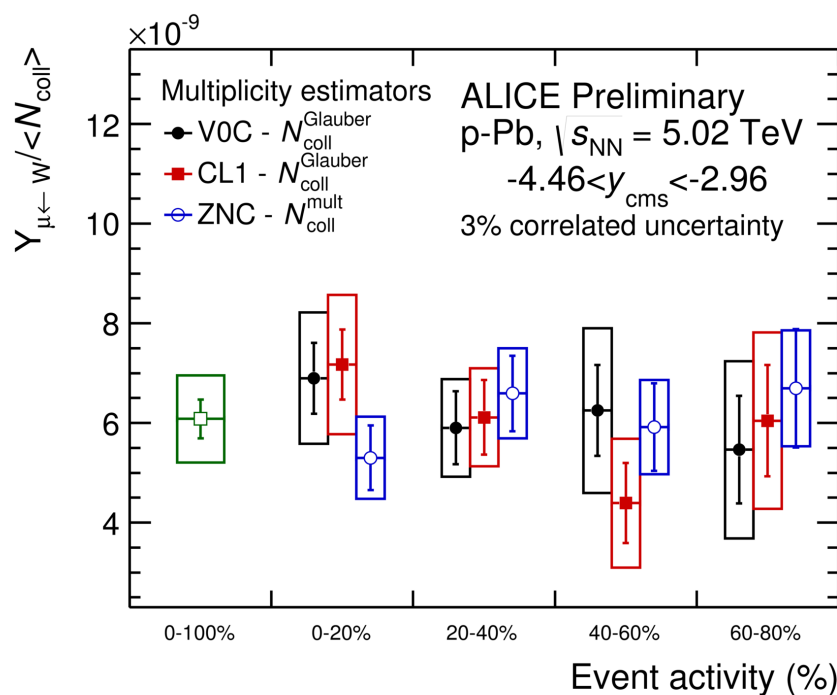 ×10⁻⁹
Y_μ← W/<N_coll>
Multiplicity estimators
V0C - N_coll^Glauber
CL1 - N_coll^Glauber
ZNC - N_coll^mult
ALICE Preliminary
p-Pb, √s_NN = 5.02 TeV
-4.46<y_cms<-2.96
3% correlated uncertainty
12
10
8
6
4
0-100% 0-20% 20-40% 40-60% 60-80%
Event activity (%)